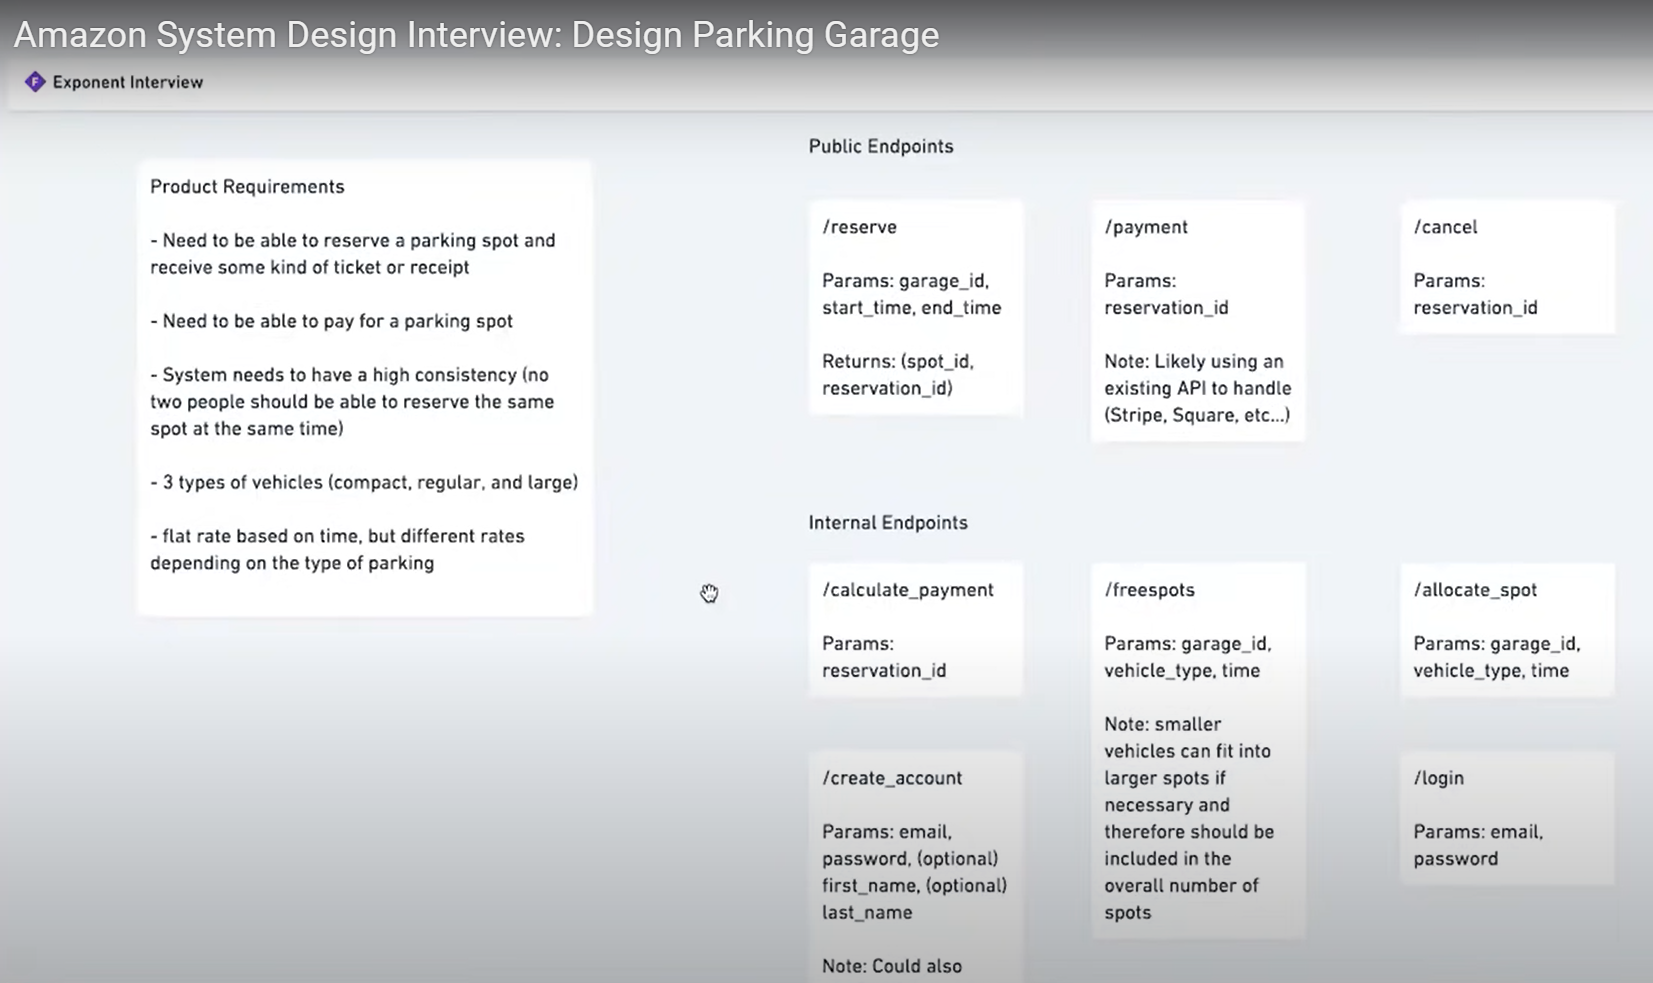 Amazon System Design Interview: Design Parking Garage
F
Exponent Interview
Product Requirements
- Need to be able to reserve a parking spot and
receive some kind of ticket or receipt
- Need to be able to pay for a parking spot
- System needs to have a high consistency (no
two people should be able to reserve the same
spot at the same time)
- 3 types of vehicles (compact, regular, and large)
- flat rate based on time, but different rates
depending on the type of parking
Public Endpoints
/reserve
Params: garage_id,
start_time, end_time
Returns: (spot_id,
reservation_id)
/payment
Params:
reservation_id
Note: Likely using an
existing API to handle
(Stripe, Square, etc...)
/cancel
Params:
reservation_id
Internal Endpoints
/calculate_payment
Params:
reservation_id
/freespots
Params: garage_id,
vehicle_type, time
Note: smaller
vehicles can fit into
larger spots if
necessary and
therefore should be
included in the
overall number of
spots
/allocate_spot
Params: garage_id,
vehicle_type, time
/create_account
Params: email,
password, (optional)
first_name, (optional)
last_name
Note: Could also
/login
Params: email,
password